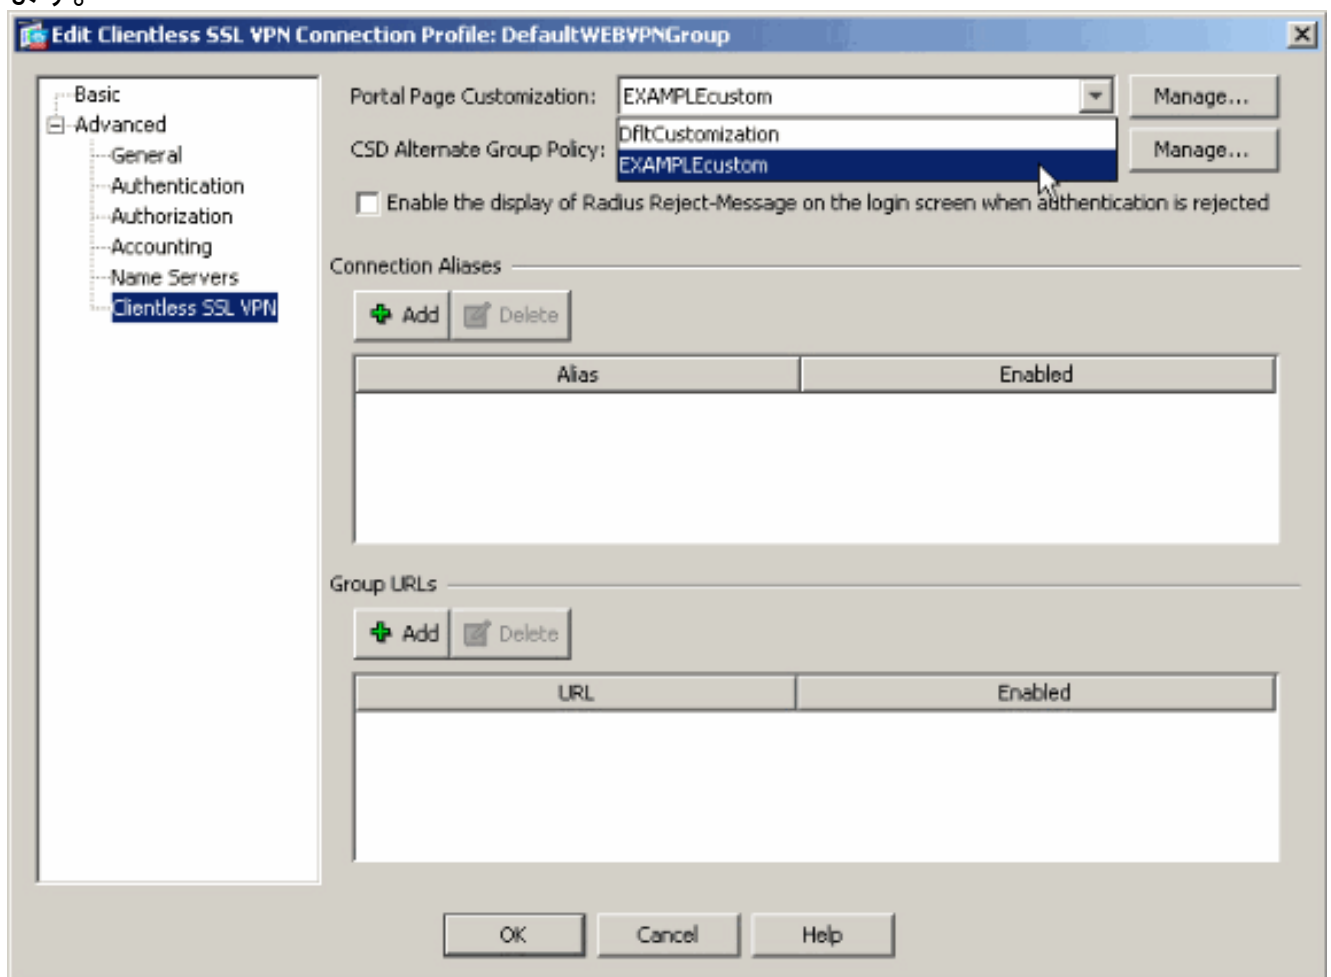 ます。
Edit Clientless SSL VPN Connection Profile: DefaultWEBVPNGroup
Basic
Advanced
General
Authentication
Authorization
Accounting
Name Servers
Clientless SSL VPN
Portal Page Customization: EXAMPLEcustom Manage...
DfltCustomization
EXAMPLEcustom
CSD Alternate Group Policy: Manage...
Enable the display of Radius Reject-Message on the login screen when authentication is rejected
Connection Aliases
Add Delete
Alias Enabled
Group URLs
Add Delete
URL Enabled
OK Cancel Help